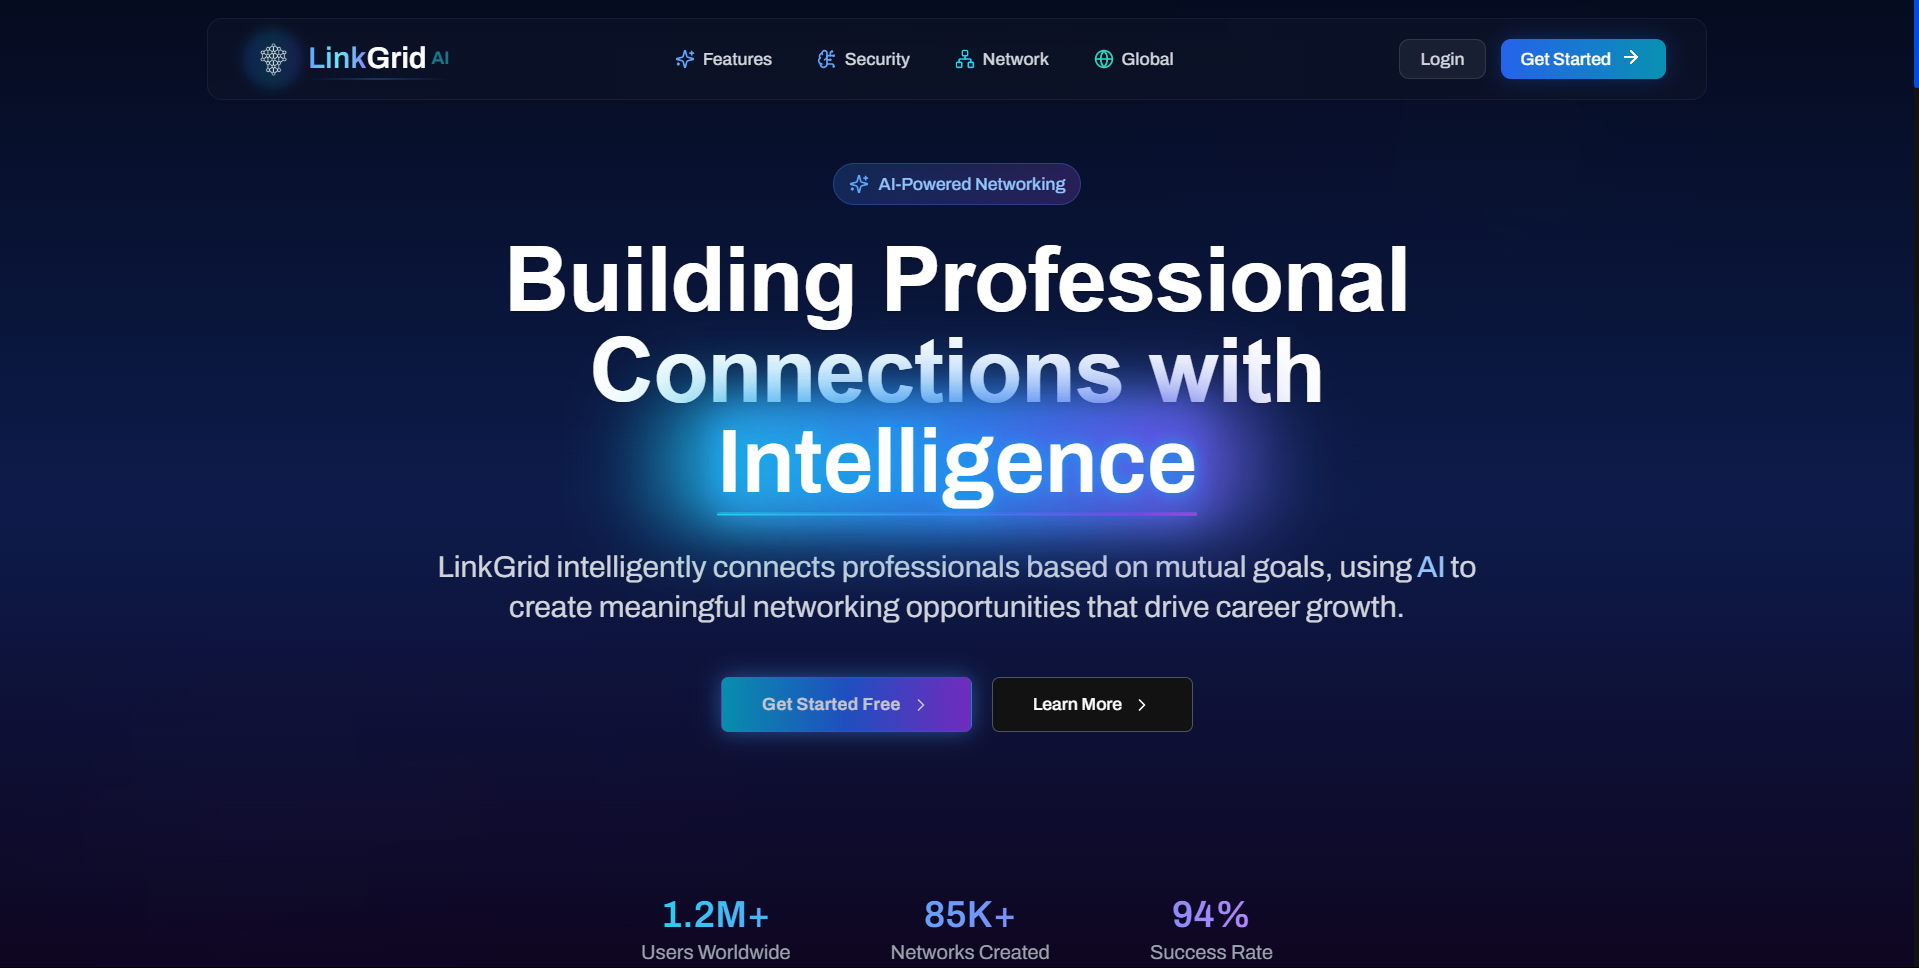 LinkGrid AI
Features
Security
Network
Global
Login
Get Started
AI-Powered Networking
Building Professional
Connections with
Intelligence
LinkGrid intelligently connects professionals based on mutual goals, using AI to
create meaningful networking opportunities that drive career growth.
Get Started Free
Learn More
1.2M+
Users Worldwide
85K+
Networks Created
94%
Success Rate